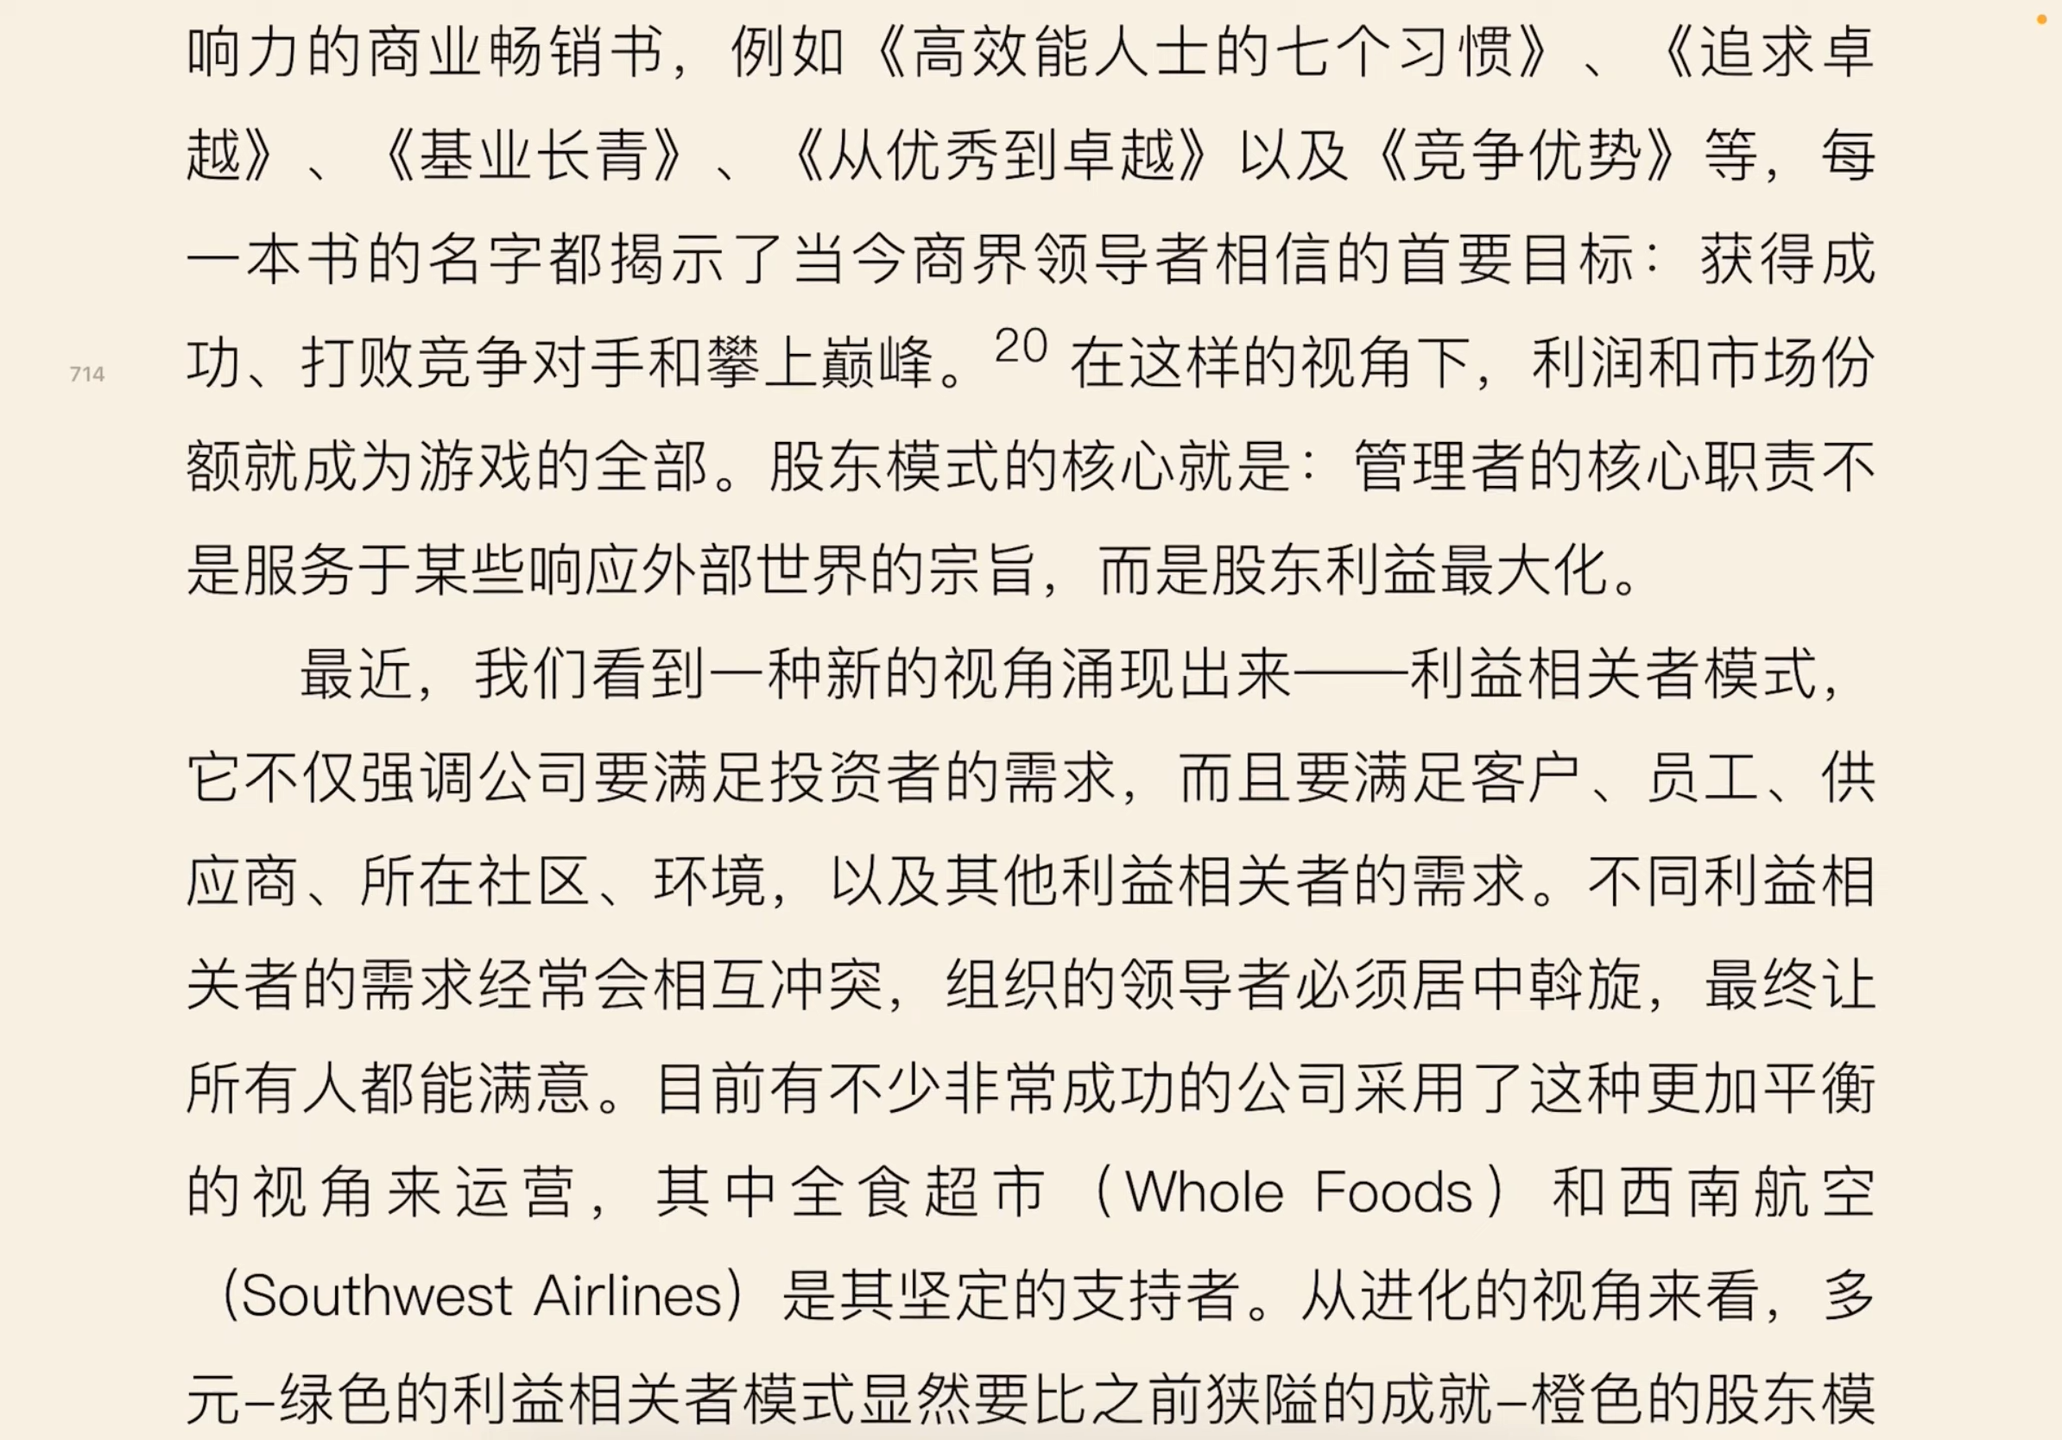 响力的商业畅销书，例如《高效能人士的七个习惯》、《追求卓
越》、《基业长青》、《从优秀到卓越》以及《竞争优势》等，每
一本书的名字都揭示了当今商界领导者相信的首要目标：获得成
714
功、打败竞争对手和攀上巅峰。20 在这样的视角下，利润和市场份
额就成为游戏的全部。股东模式的核心就是：管理者的核心职责不
是服务于某些响应外部世界的宗旨，而是股东利益最大化。
最近，我们看到一种新的视角涌现出来——利益相关者模式，
它不仅强调公司要满足投资者的需求，而且要满足客户、员工、供
应商、所在社区、环境，以及其他利益相关者的需求。不同利益相
关者的需求经常会相互冲突，组织的领导者必须居中斡旋，最终让
所有人都能满意。目前有不少非常成功的公司采用了这种更加平衡
的视角来运营，其中全食超市（Whole Foods）和西南航空
（Southwest Airlines）是其坚定的支持者。从进化的视角来看，多
元–绿色的利益相关者模式显然要比之前狭隘的成就–橙色的股东模